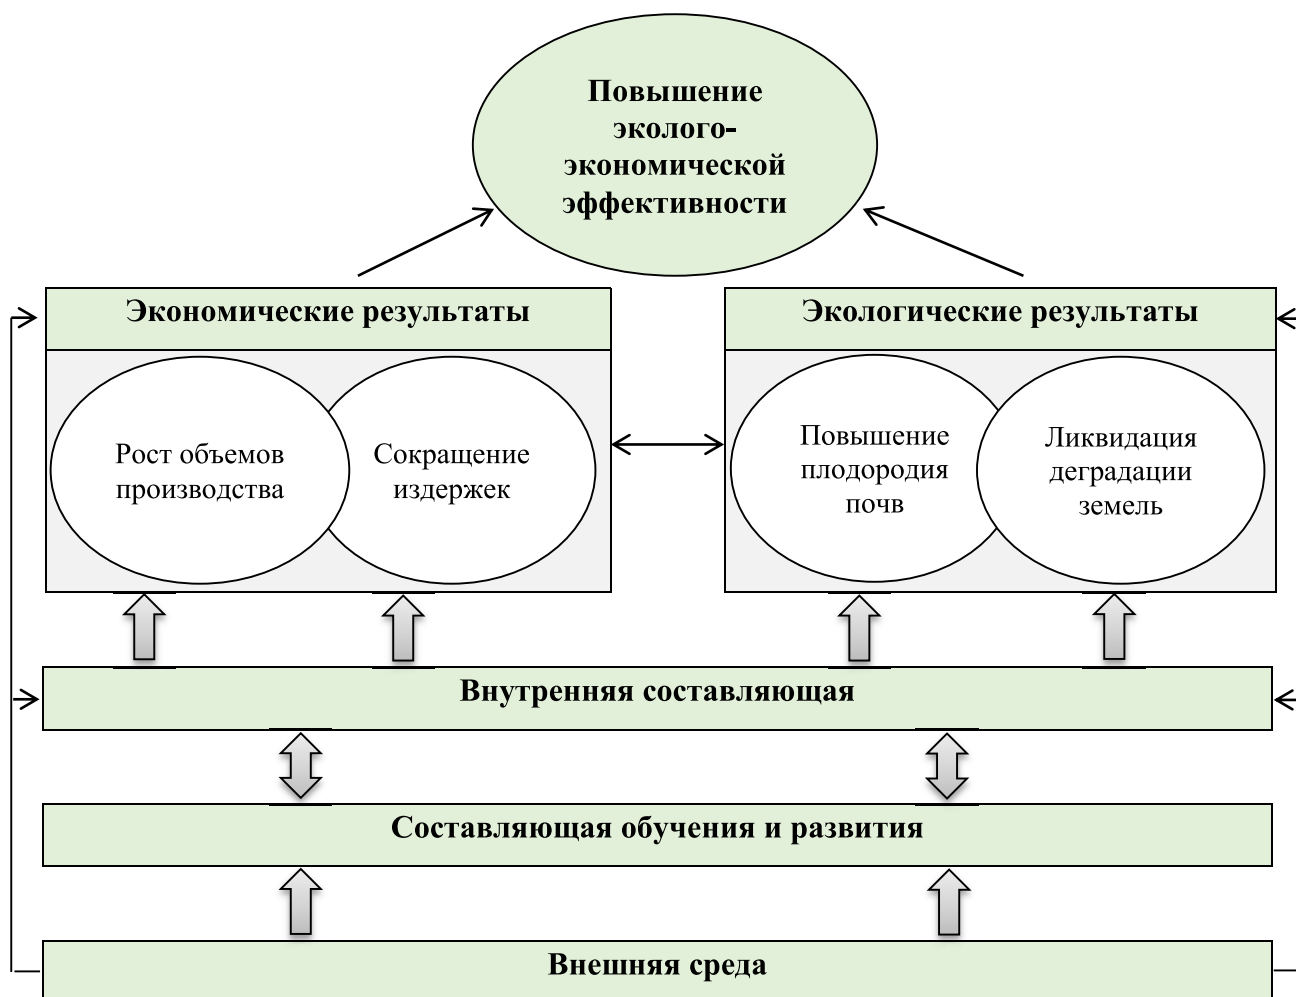 Повышение
эколого-
экономической
эффективности
Экономические результаты
Экологические результаты
Рост объемов
производства
Сокращение
издержек
Повышение
плодородия
почв
Ликвидация
деградации
земель
Внутренняя составляющая
Составляющая обучения и развития
Внешняя среда